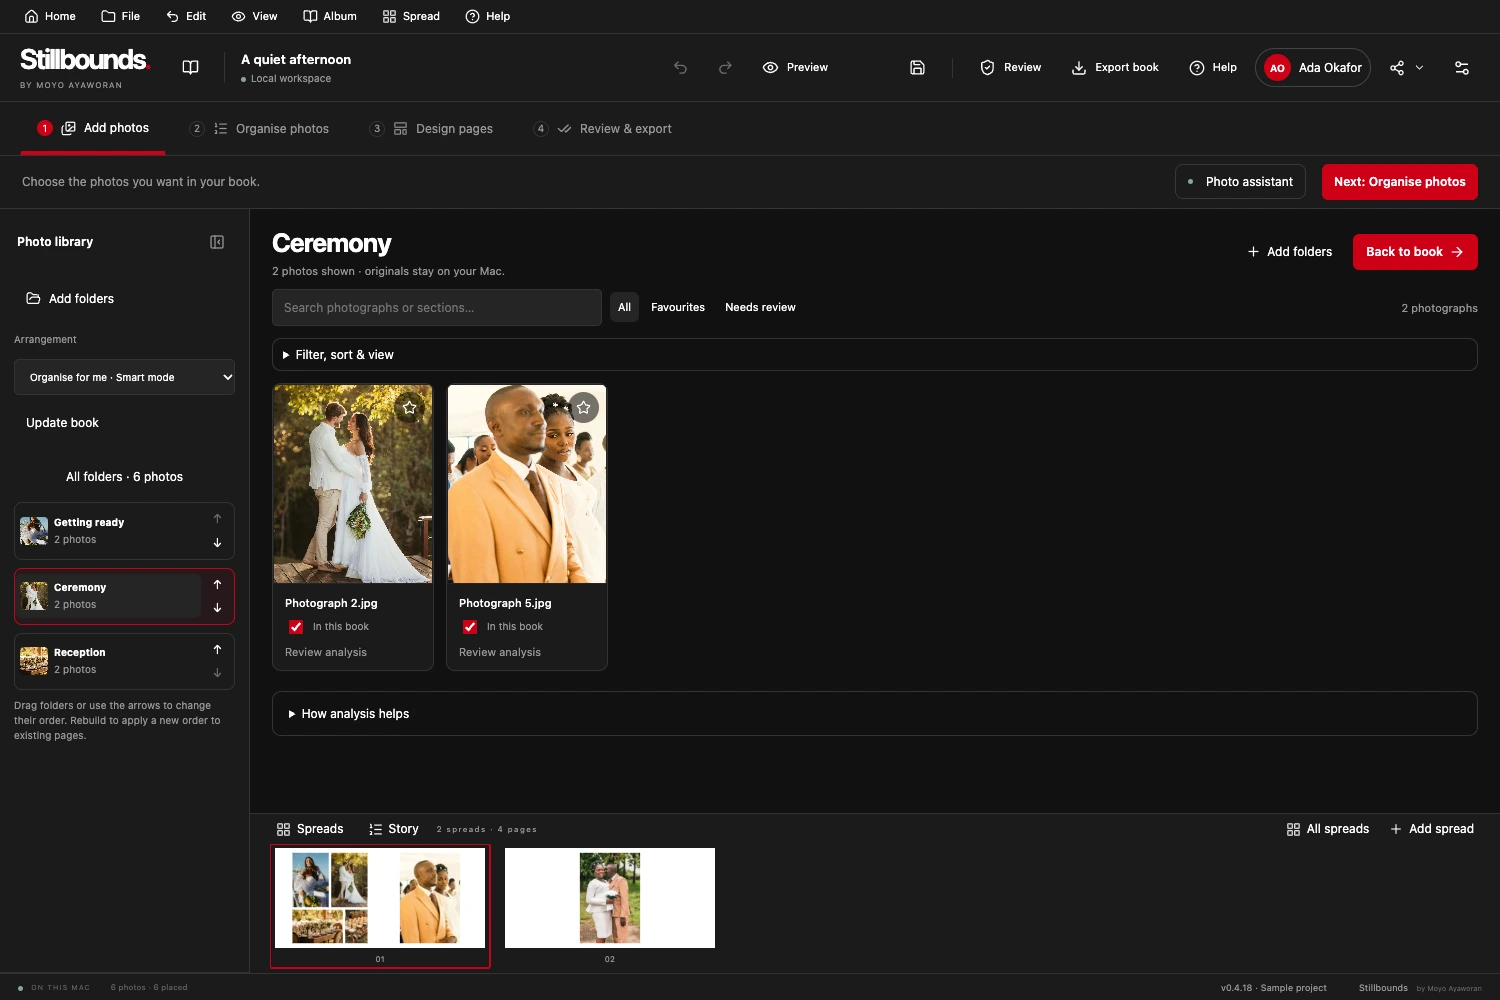 Home File Edit View Album Spread Help
Stillbounds.
BY MOYO AYAWORAN
A quiet afternoon
Local workspace
Preview Review Export book Help AO Ada Okafor
1 Add photos 2 Organise photos 3 Design pages 4 Review & export
Choose the photos you want in your book.
Photo assistant Next: Organise photos
Photo library
Add folders
Arrangement
Organise for me · Smart mode
Update book
All folders · 6 photos
Getting ready
2 photos
Ceremony
2 photos
Reception
2 photos
Drag folders or use the arrows to change
their order. Rebuild to apply a new order to
existing pages.
Ceremony
2 photos shown · originals stay on your Mac.
+ Add folders Back to book →
Search photographs or sections...
All Favourites Needs review
2 photographs
Filter, sort & view
Photograph 2.jpg
In this book
Review analysis
Photograph 5.jpg
In this book
Review analysis
How analysis helps
Spreads Story 2 spreads · 4 pages
All spreads + Add spread
01
02
ON THIS MAC 6 photos · 6 placed
v0.4.18 · Sample project Stillbounds by Moyo Ayaworan